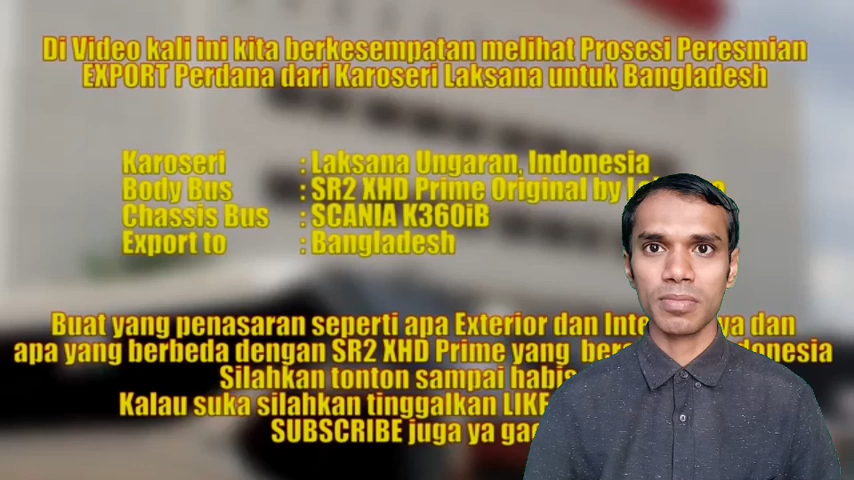 Di Video kali ini kita berkesempatan melihat Prosesi Peresmian
EXPORT Perdana dari Karoseri Laksana untuk Bangladesh
Karoseri : Laksana Ungaran, Indonesia
Body Bus : SR2 XHD Prime Original by
Chassis Bus : SCANIA K360iB
Export to : Bangladesh
Buat yang penasaran seperti apa Exterior dan dan
apa yang berbeda dengan SR2 XHD Prime yang
Silahkan tonton sampai habis
Kalau suka silahkan tinggalkan LIKE
SUBSCRIBE juga ya